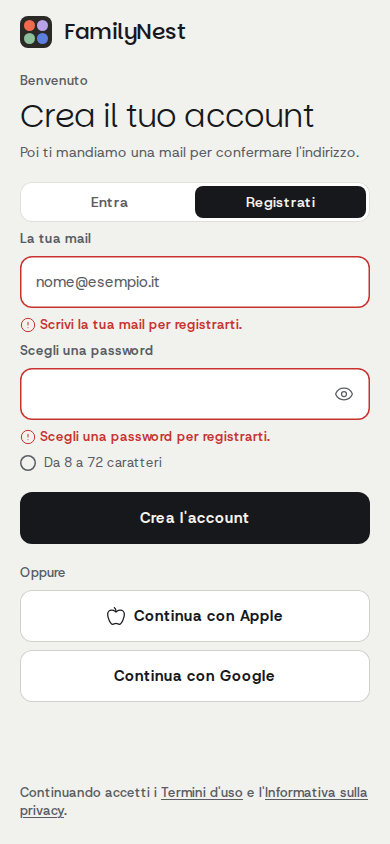 FamilyNest
Benvenuto
Crea il tuo account
Poi ti mandiamo una mail per confermare l'indirizzo.
Entra
Registrati
La tua mail
nome@esempio.it
Scrivi la tua mail per registrarti.
Scegli una password
Scegli una password per registrarti.
Da 8 a 72 caratteri
Crea l'account
Oppure
Continua con Apple
Continua con Google
Continuando accetti i Termini d'uso e l'Informativa sulla
privacy.